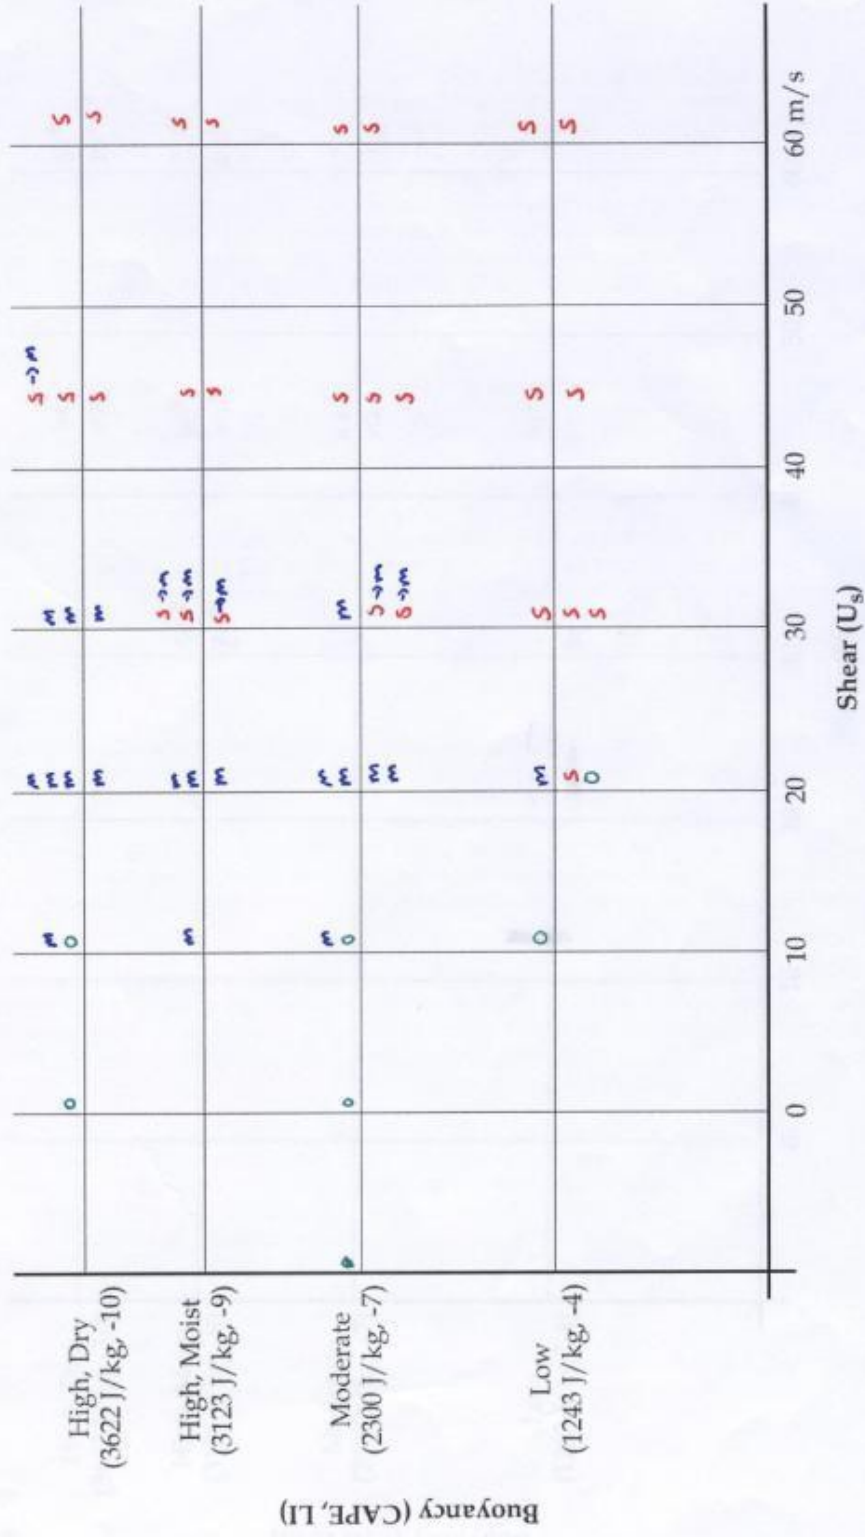 Buoyancy (CAPE, LI)
High, Dry
(3622 J/kg, -10)
o
m
o
m
m
m
m
m
m
m
s→m
s
s
s
s
High, Moist
(3123 J/kg, -9)
m
m
m
m
s→m
s→m
s→m
s
s
s
s
Moderate
(2300 J/kg, -7)
o
m
o
m
m
m
m
m
s→m
s→m
s
s
s
s
s
Low
(1243 J/kg, -4)
o
m
s
o
s
s
s
s
s
s
s
0 10 20 30 40 50 60 m/s
Shear (Us)